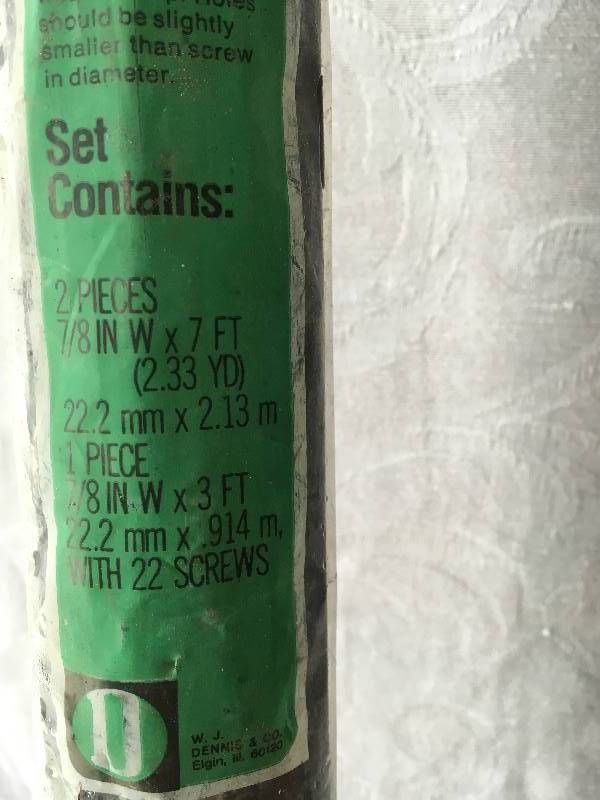 should be slightly
smaller than screw
in diameter.
Set
Contains:
2 PIECES
7/8 IN W x 7 FT
(2.33 YD)
22.2 mm x 2.13 m
1 PIECE
7/8 IN. W x 3 FT
22.2 mm x .914 m,
WITH 22 SCREWS
D
W. J.
DENNIS & CO.
Elgin, Ill. 60120